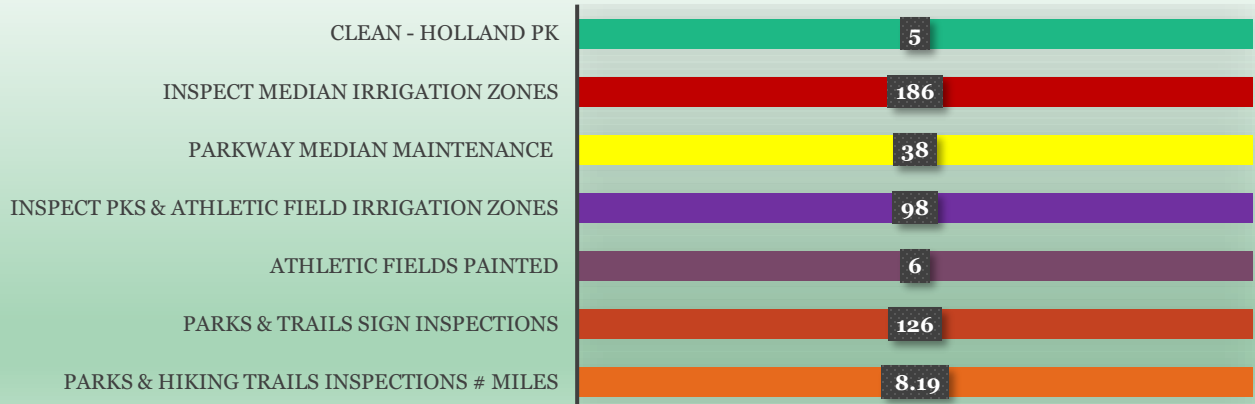 CLEAN - HOLLAND PK 5
INSPECT MEDIAN IRRIGATION ZONES 186
PARKWAY MEDIAN MAINTENANCE 38
INSPECT PKS & ATHLETIC FIELD IRRIGATION ZONES 98
ATHLETIC FIELDS PAINTED 6
PARKS & TRAILS SIGN INSPECTIONS 126
PARKS & HIKING TRAILS INSPECTIONS # MILES 8.19